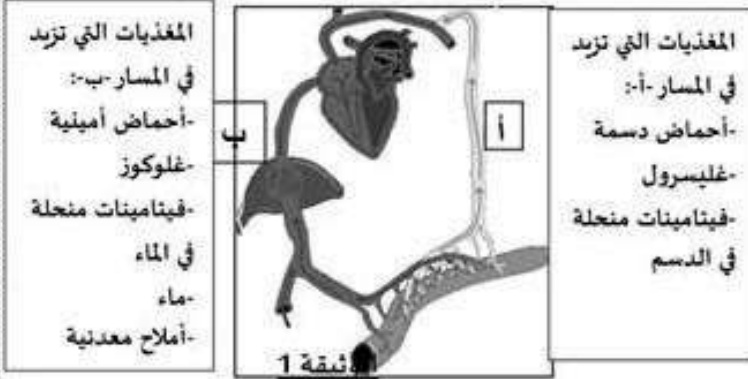 المغذيات التي تزيد
في المسار -أ-:
-أحماض دسمة
-غليسرول
-فيتامينات منحلة
في الدسم
أ
ب
المغذيات التي تزيد
في المسار -ب-:
-أحماض أمينية
-غلوكوز
-فيتامينات منحلة
في الماء
-ماء
-أملاح معدنية
الوثيقة 1